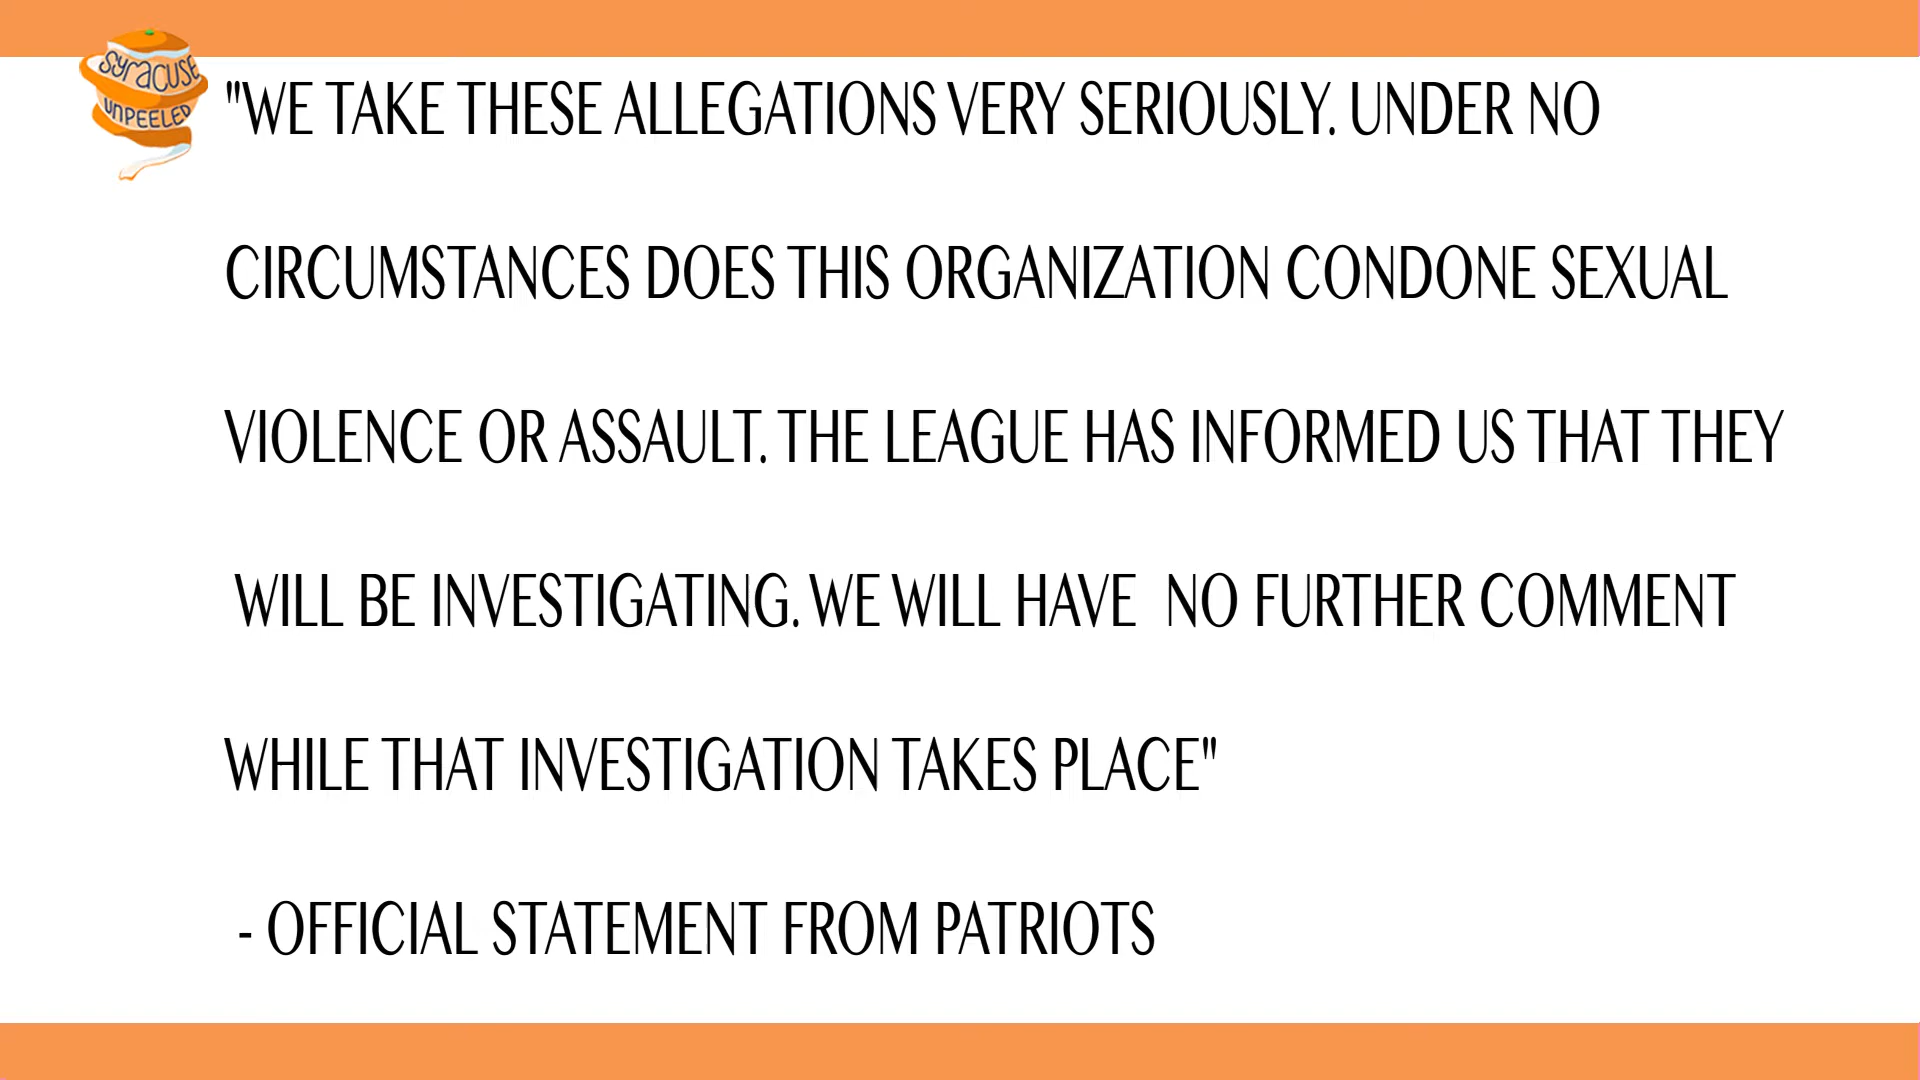 SYRACUSE
UNPEELED
"WE TAKE THESE ALLEGATIONS VERY SERIOUSLY. UNDER NO
CIRCUMSTANCES DOES THIS ORGANIZATION CONDONE SEXUAL
VIOLENCE OR ASSAULT. THE LEAGUE HAS INFORMED US THAT THEY
WILL BE INVESTIGATING. WE WILL HAVE NO FURTHER COMMENT
WHILE THAT INVESTIGATION TAKES PLACE"
- OFFICIAL STATEMENT FROM PATRIOTS